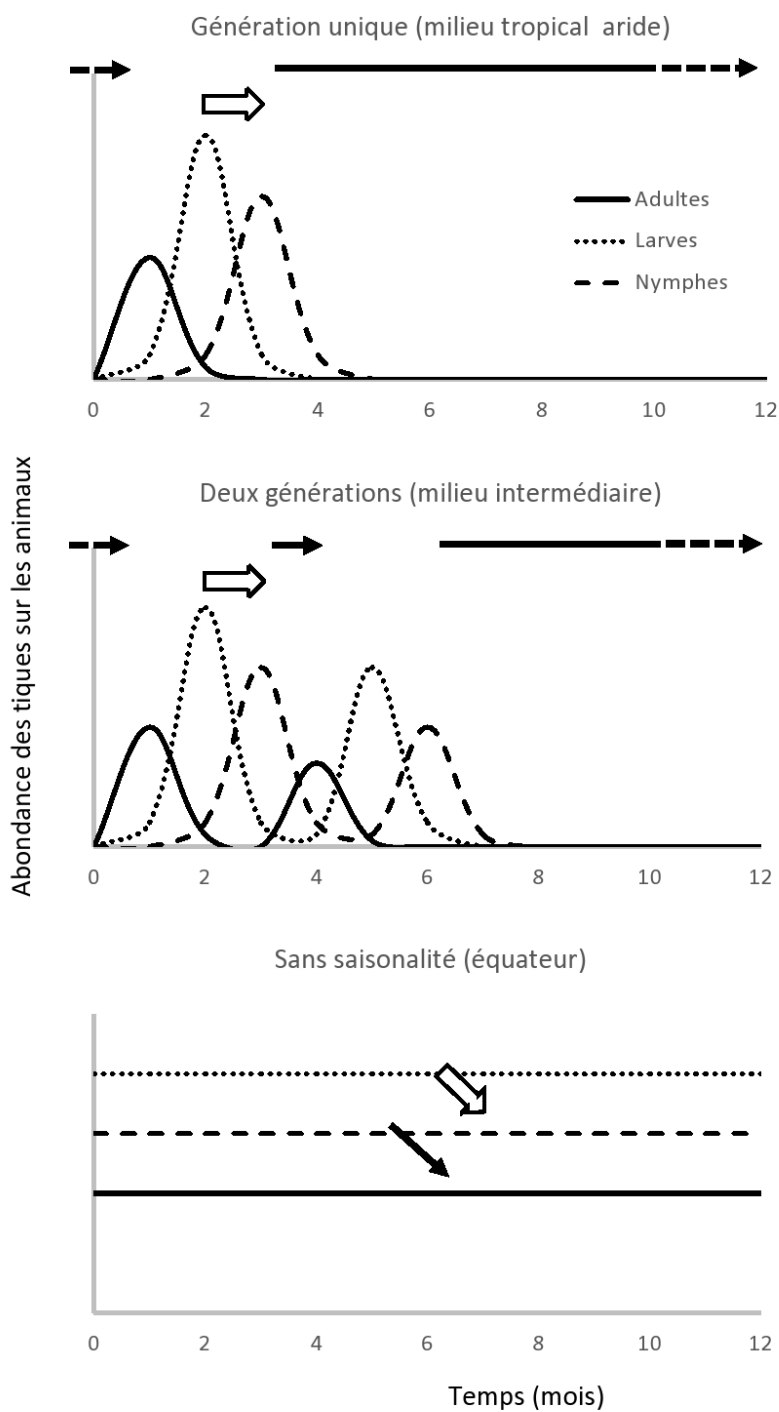 Génération unique (milieu tropical aride)
Adultes
Larves
Nymphes
0 2 4 6 8 10 12
Abondance des tiques sur les animaux
Deux générations (milieu intermédiaire)
0 2 4 6 8 10 12
Sans saisonalité (équateur)
0 2 4 6 8 10 12
Temps (mois)